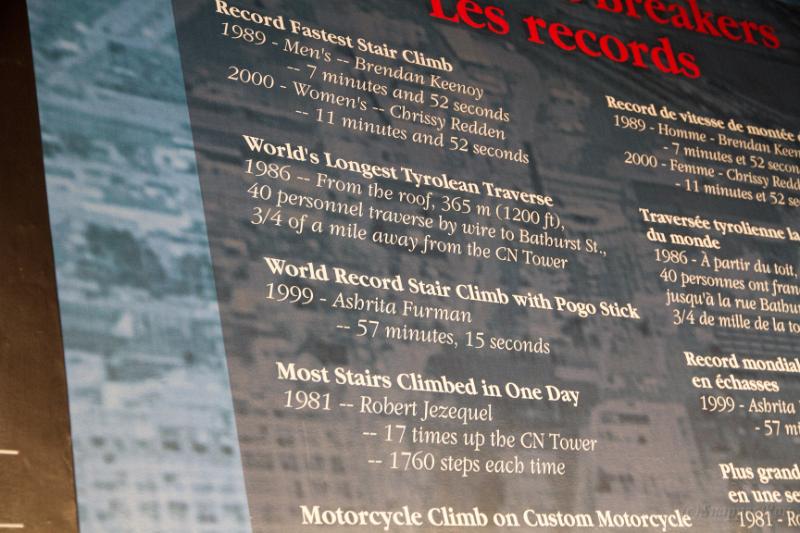 Breakers
Les records
Record Fastest Stair Climb
1989 - Men's -- Brendan Keenoy
-- 7 minutes and 52 seconds
2000 - Women's -- Chrissy Redden
-- 11 minutes and 52 seconds
World's Longest Tyrolean Traverse
1986 -- From the roof, 365 m (1200 ft),
40 personnel traverse by wire to Bathurst St.,
3/4 of a mile away from the CN Tower
World Record Stair Climb with Pogo Stick
1999 - Ashrita Furman
-- 57 minutes, 15 seconds
Most Stairs Climbed in One Day
1981 -- Robert Jezequel
-- 17 times up the CN Tower
-- 1760 steps each time
Motorcycle Climb on Custom Motorcycle
Record de vitesse de montée
1989 - Homme - Brendan Keen
- 7 minutes et 52 secon
2000 - Femme - Chrissy Redd
- 11 minutes et 52 se
Traversée tyrolienne la
du monde
1986 - À partir du toit,
40 personnes ont fran
jusqu'à la rue Bathu
3/4 de mille de la to
Record mondial
en échasses
1999 - Ashrita
- 57 mi
Plus grand
en une se
1981 - Ro